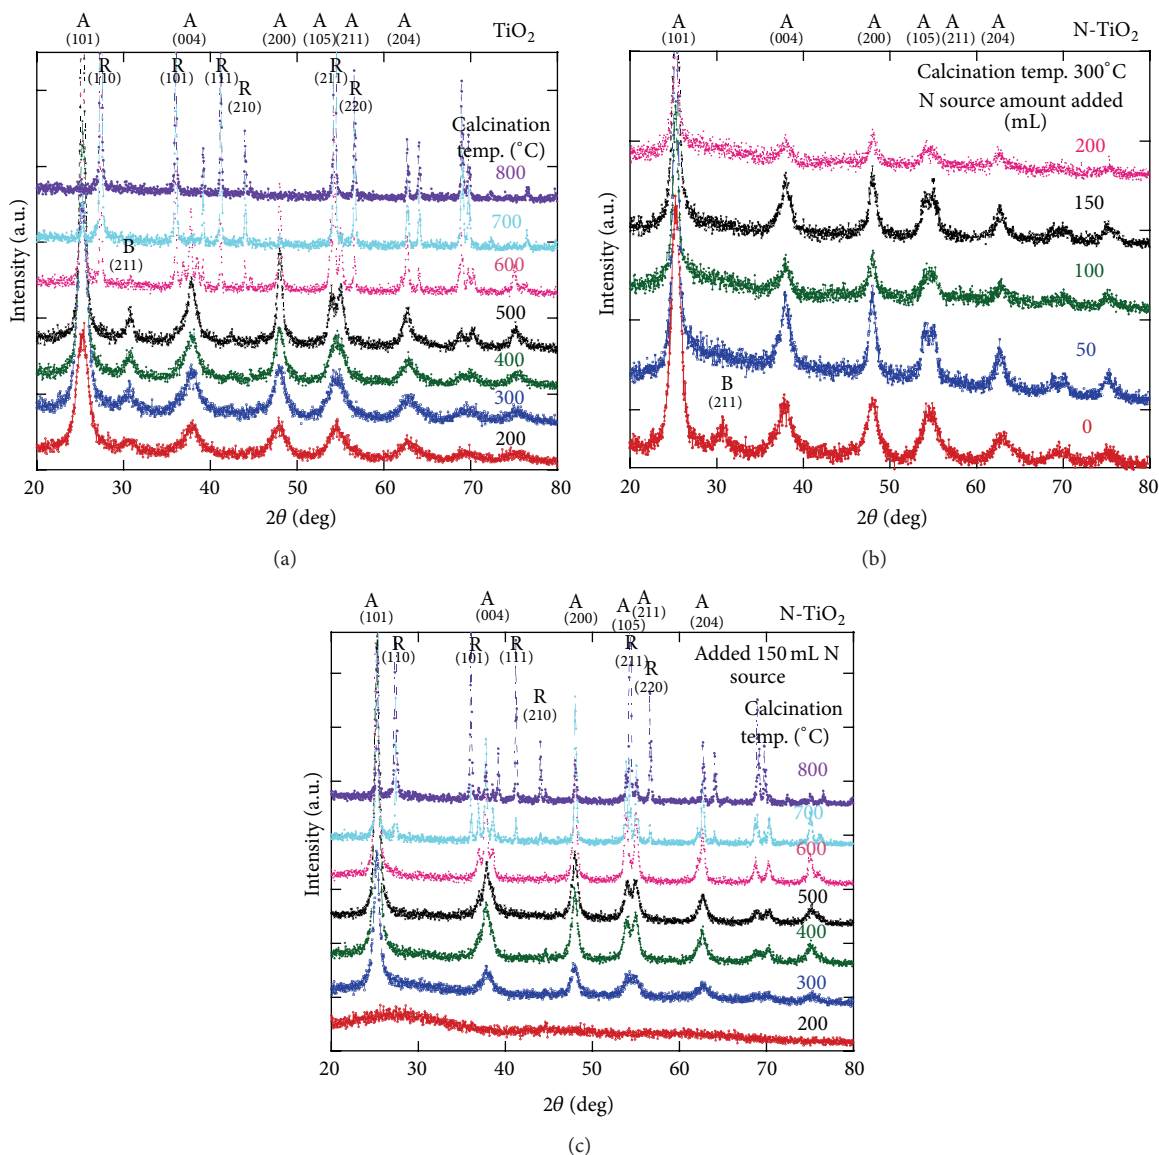 A A A A A A TiO2
(101) (004) (200) (105) (211) (204)
R R R R
(110) (101) (111) (211)
R R
(210) (220)
Calcination
temp. (°C)
800
700
B
(211)
600
500
400
300
200
Intensity (a.u.)
20 30 40 50 60 70 80
2θ (deg)
(a)
A A A A A A N-TiO2
(101) (004) (200) (105) (211) (204)
Calcination temp. 300°C
N source amount added
(mL)
200
150
100
50
B
(211)
0
Intensity (a.u.)
20 30 40 50 60 70 80
2θ (deg)
(b)
A A A A A A N-TiO2
(101) (004) (200) (105) (211) (204)
R R R R
(110) (101) (111) (211)
R R
(210) (220)
Added 150 mL N
source
Calcination
temp. (°C)
800
700
600
500
400
300
200
Intensity (a.u.)
20 30 40 50 60 70 80
2θ (deg)
(c)